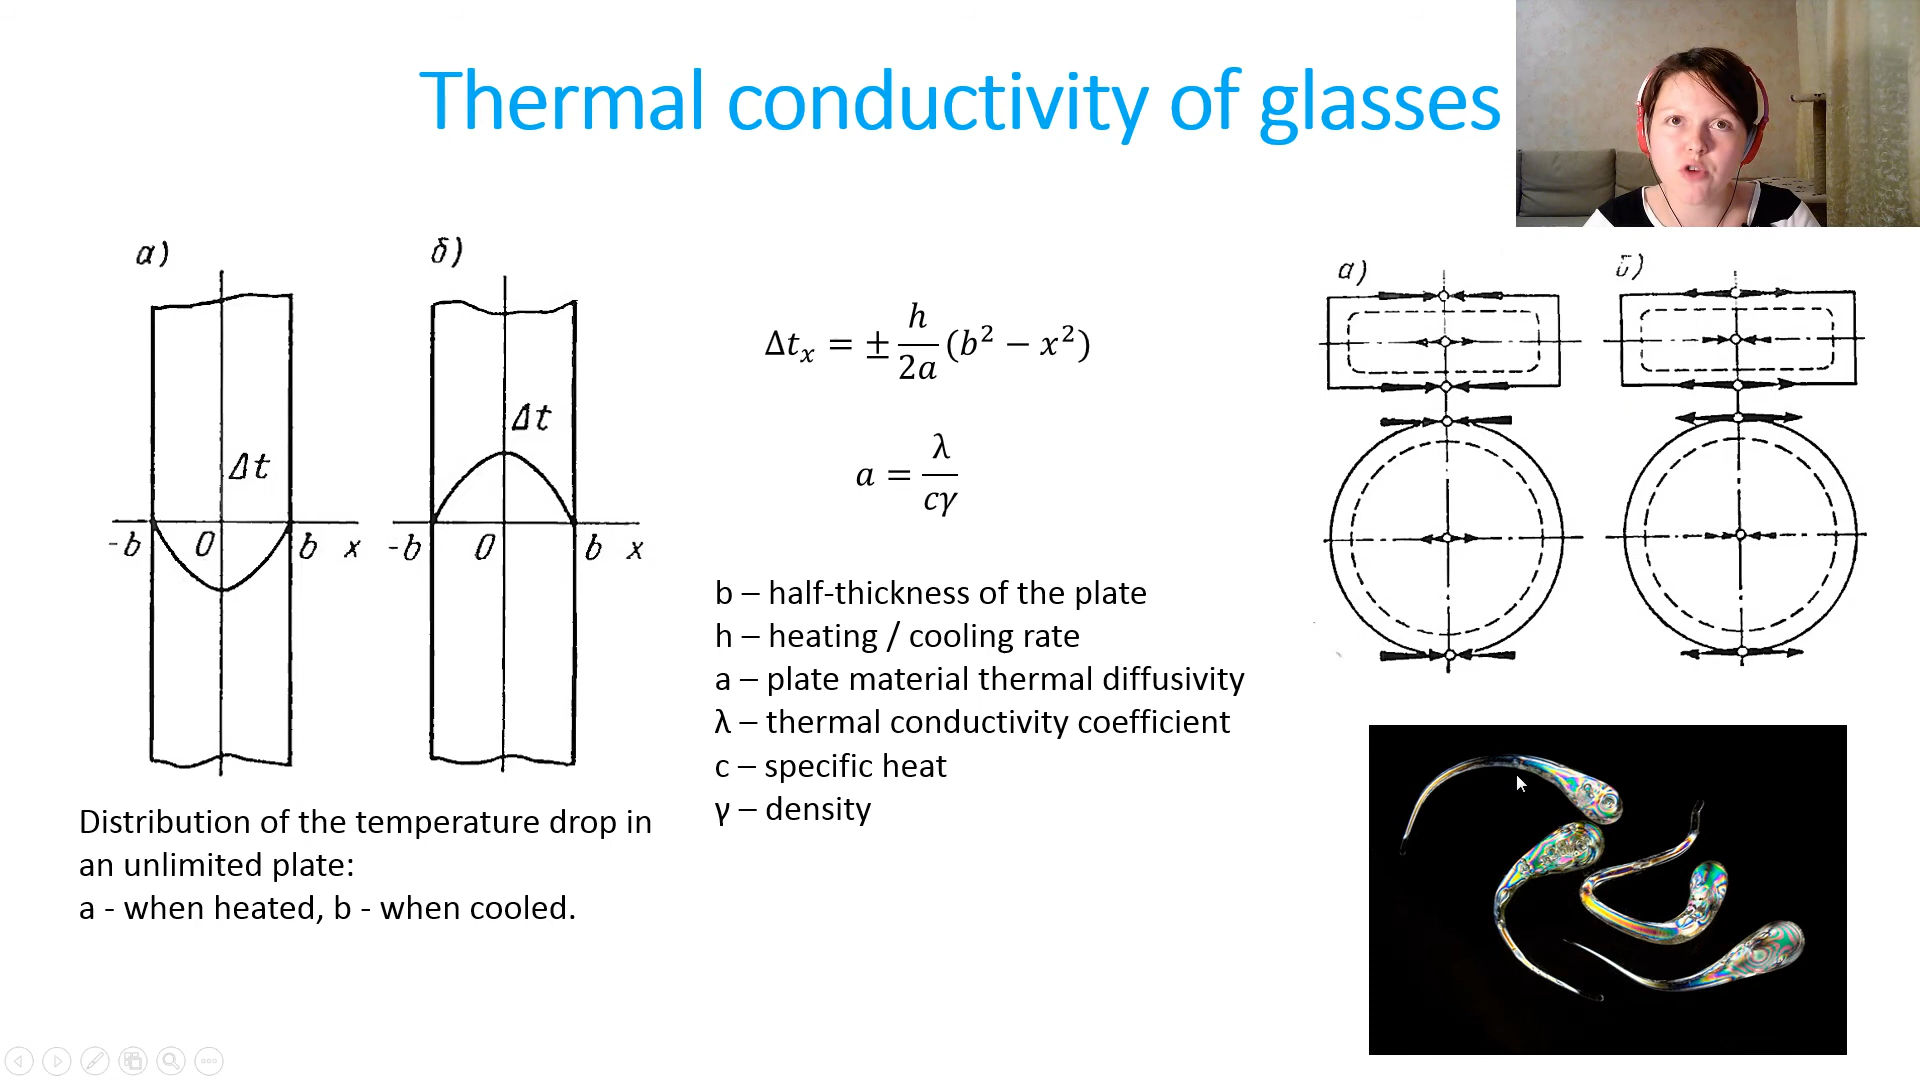 Thermal conductivity of glasses
а)
б)
Δt
Δt
-b
0
b
x
-b
0
b
x
Distribution of the temperature drop in
an unlimited plate:
a - when heated, b - when cooled.
Δtₓ = ± h/2a (b² − x²)
a = λ/cγ
b – half-thickness of the plate
h – heating / cooling rate
a – plate material thermal diffusivity
λ – thermal conductivity coefficient
c – specific heat
γ – density
а)
б)